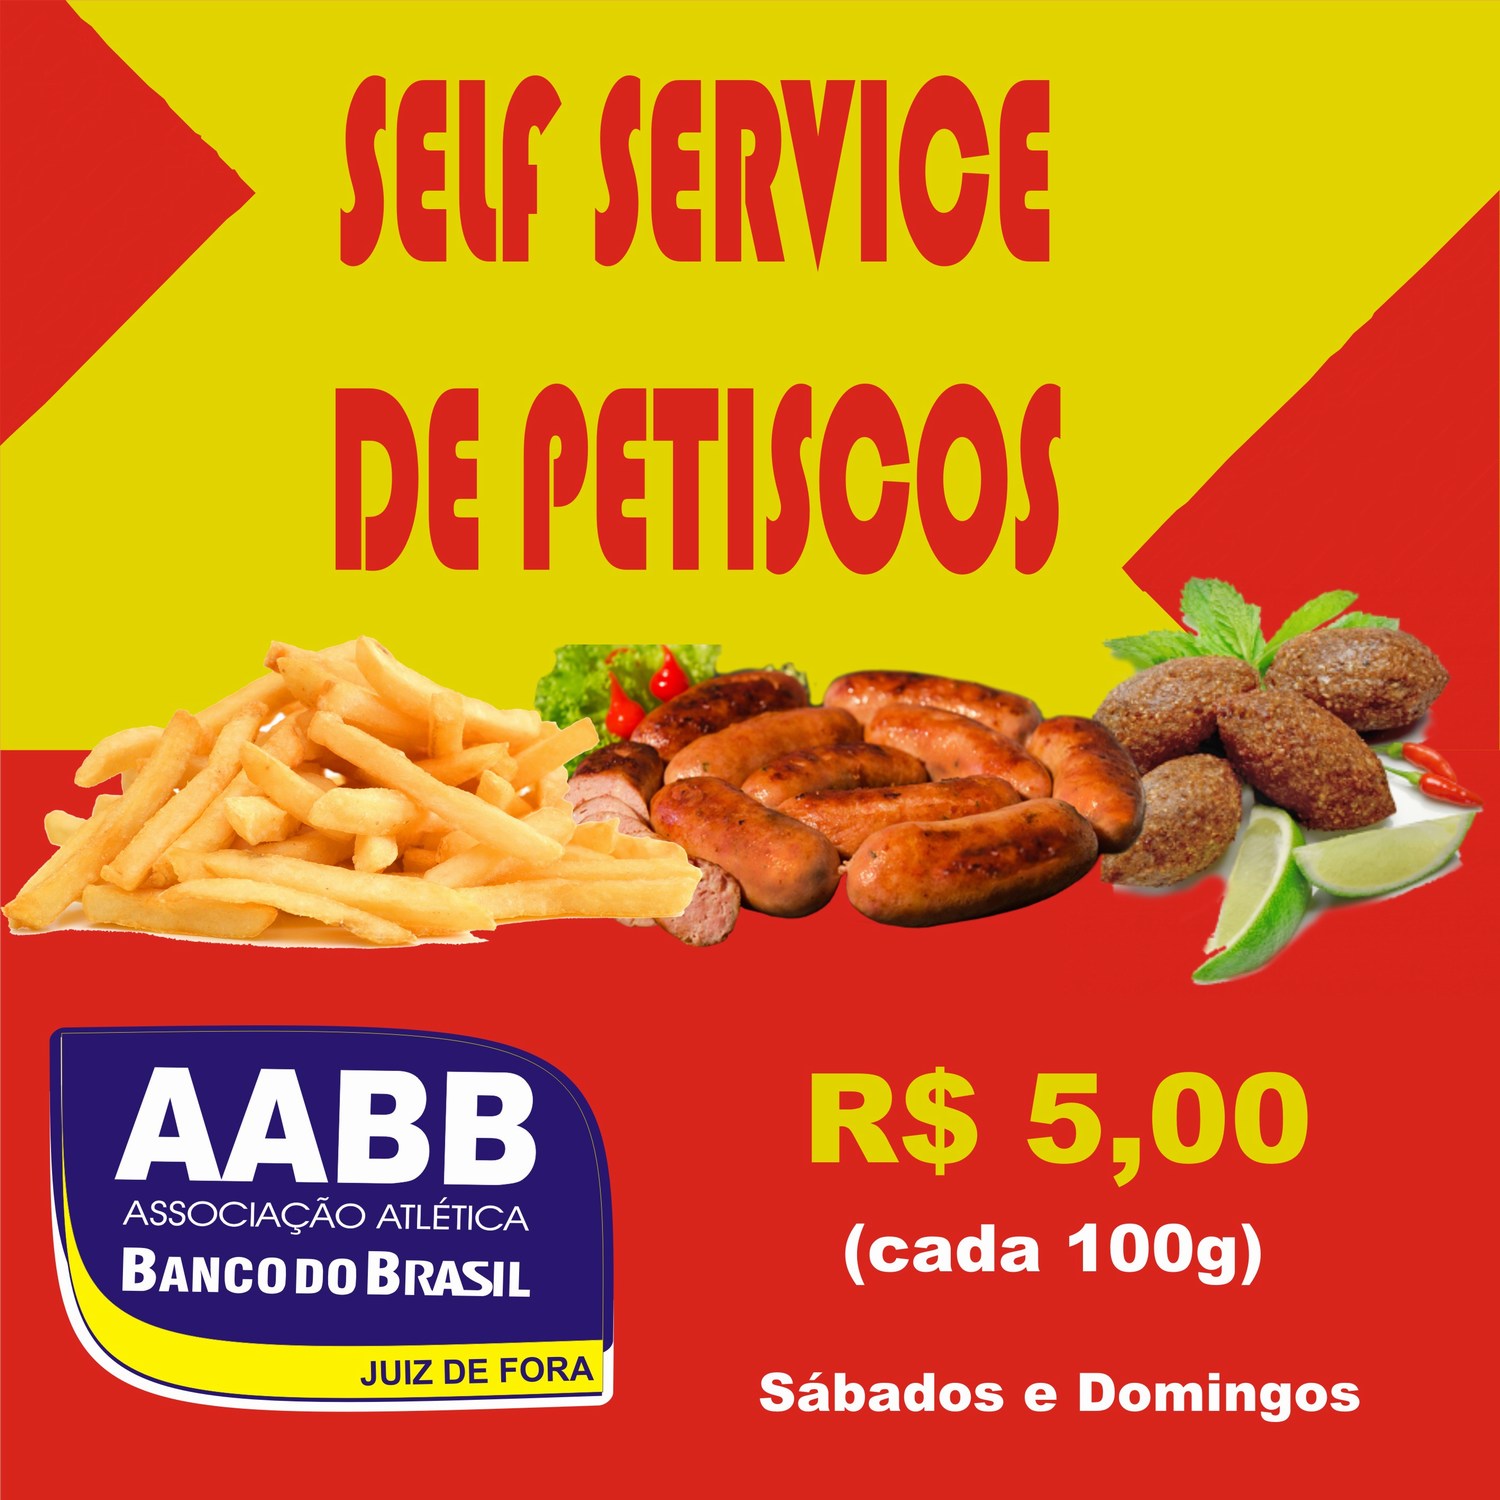 SELF SERVICE
DE PETISCOS
AABB
ASSOCIAÇÃO ATLÉTICA
BANCO DO BRASIL
JUIZ DE FORA
R$ 5,00
(cada 100g)
Sábados e Domingos